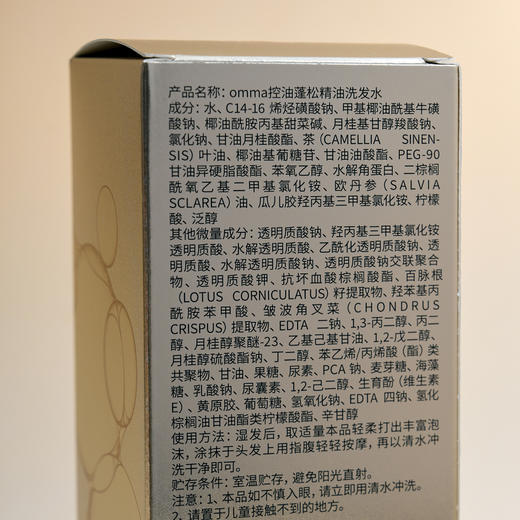 产品名称：omma控油蓬松精油洗发水
成分：水、C14-16 烯烃磺酸钠、甲基椰油酰基牛磺
酸钠、椰油酰胺丙基甜菜碱、月桂基甘醇羧酸钠、
氯化钠、甘油月桂酸酯、茶（CAMELLIA SINEN-
SIS）叶油、椰油基葡糖苷、甘油油酸酯、PEG-90
甘油异硬脂酸酯、苯氧乙醇、水解角蛋白、二棕榈
酰氧乙基二甲基氯化铵、欧丹参（SALVIA
SCLAREA）油、瓜儿胶羟丙基三甲基氯化铵、柠檬
酸、泛醇
其他微量成分：透明质酸钠、羟丙基三甲基氯化铵
透明质酸、水解透明质酸、乙酰化透明质酸钠、透明
质酸、水解透明质酸钠、透明质酸钠交联聚合
物、透明质酸钾、抗坏血酸棕榈酸酯、百脉根
（LOTUS CORNICULATUS）籽提取物、羟苯基丙
酰胺苯甲酸、皱波角叉菜（CHONDRUS
CRISPUS）提取物、EDTA 二钠、1,3-丙二醇、丙二
醇、月桂醇聚醚-23、乙基己基甘油、1,2-戊二醇、
月桂醇硫酸酯钠、丁二醇、苯乙烯/丙烯酸（酯）类
共聚物、甘油、果糖、尿素、PCA 钠、麦芽糖、海藻
糖、乳酸钠、尿囊素、1,2-己二醇、生育酚（维生素
E）、黄原胶、葡萄糖、氢氧化钠、EDTA 四钠、氢化
棕榈油甘油酯类柠檬酸酯、辛甘醇
使用方法：湿发后，取适量本品轻柔打出丰富泡
沫，涂抹于头发上用指腹轻轻按摩，再以清水冲
洗干净即可。
贮存条件：室温贮存，避免阳光直射。
注意：1、本品如不慎入眼，请立即用清水冲洗。
2、请置于儿童接触不到的地方。